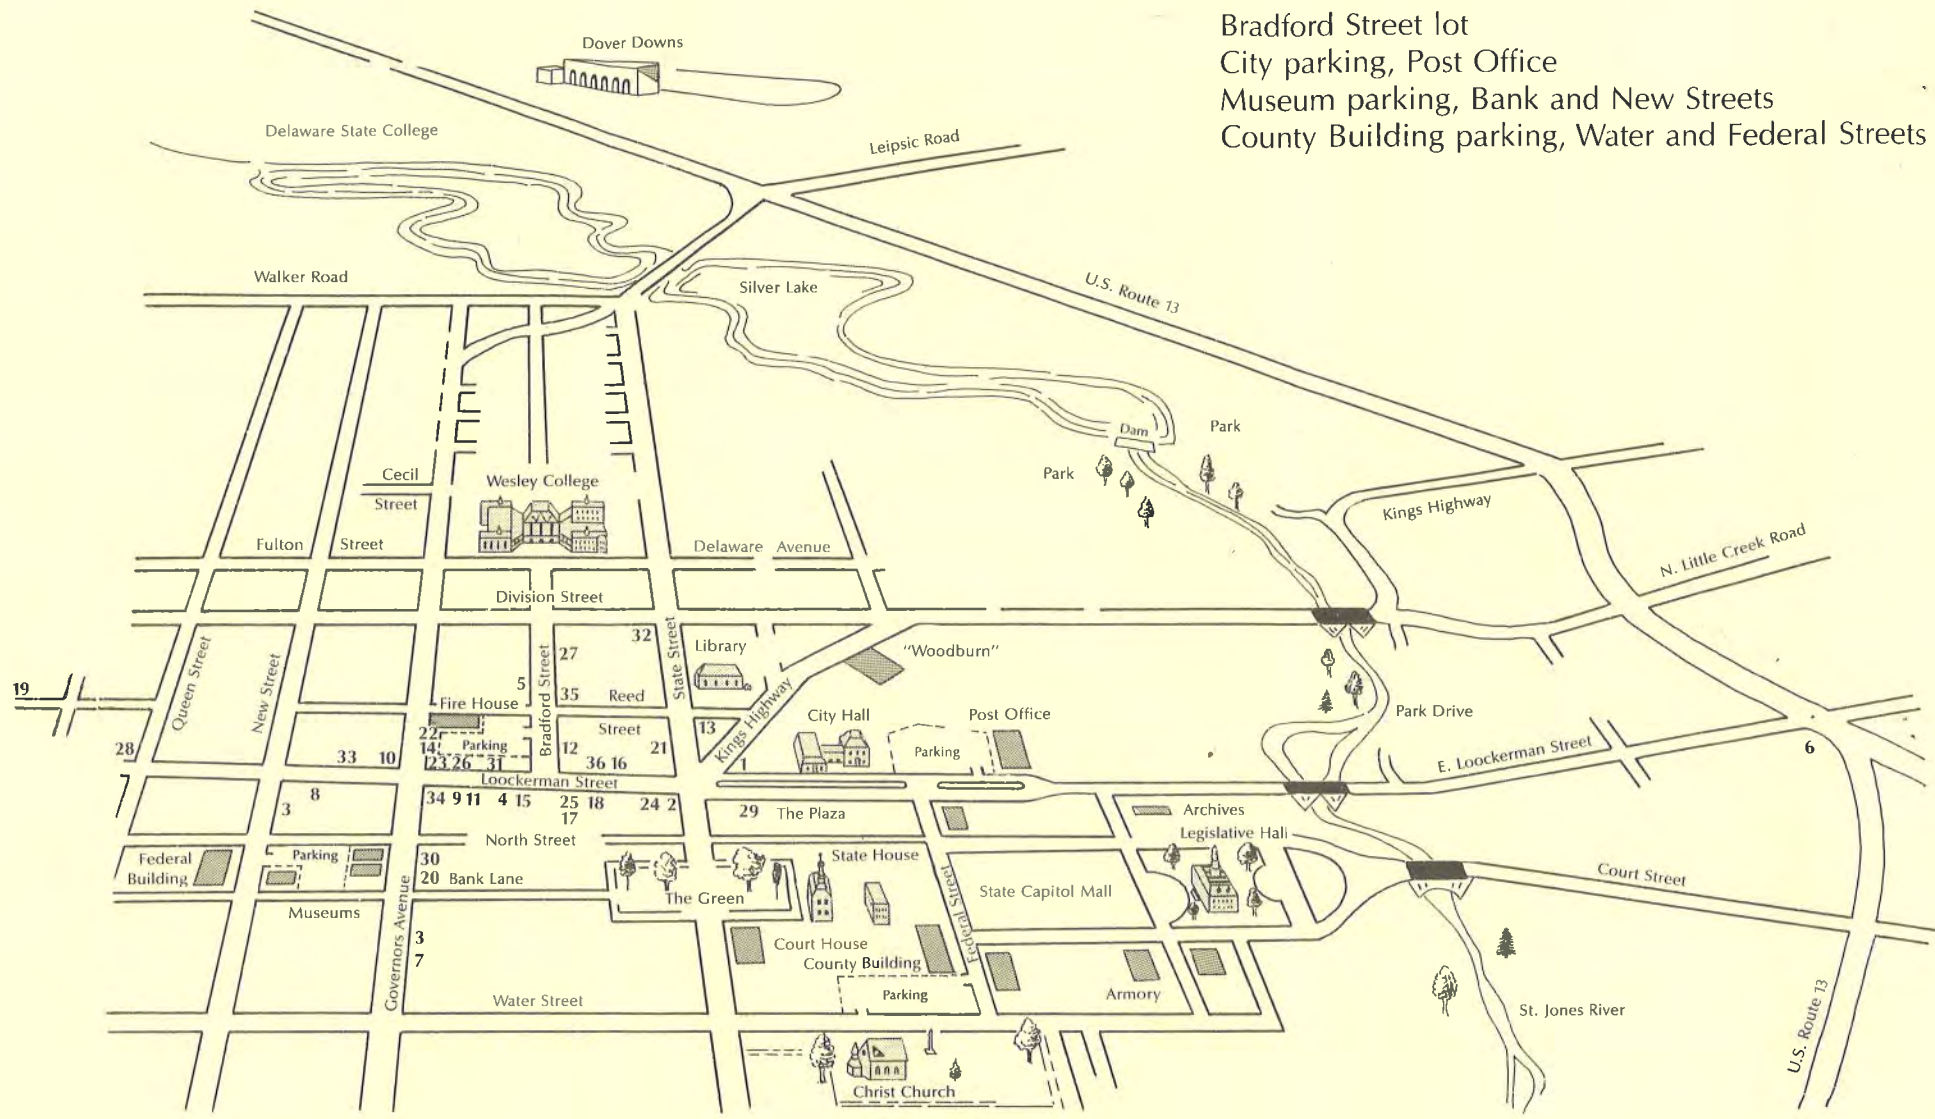 Bradford Street lot
City parking, Post Office
Museum parking, Bank and New Streets
County Building parking, Water and Federal Streets
Dover Downs
Delaware State College
Leipsic Road
Walker Road
Silver Lake
U.S. Route 13
Dam
Park
Park
Cecil
Street
Wesley College
Kings Highway
Fulton Street
Delaware Avenue
N. Little Creek Road
Division Street
Queen Street
New Street
Bradford Street
State Street
32
27
Library
"Woodburn"
19
5
35
Reed
Street
Fire House
Kings Highway
13
City Hall
Post Office
Park Drive
22
14
Parking
Parking
28
33
10
23 26 31
12
36 16
21
1
E. Loockerman Street
6
Loockerman Street
8
3
34 9 11 4 15
25
17
18
24 2
29
The Plaza
Archives
North Street
Legislative Hall
Federal
Building
Parking
30
20
Bank Lane
State House
The Green
State Capitol Mall
Court Street
Museums
Governors Avenue
Federal Street
3
7
Court House
County Building
Parking
Armory
Water Street
St. Jones River
U.S. Route 13
Christ Church